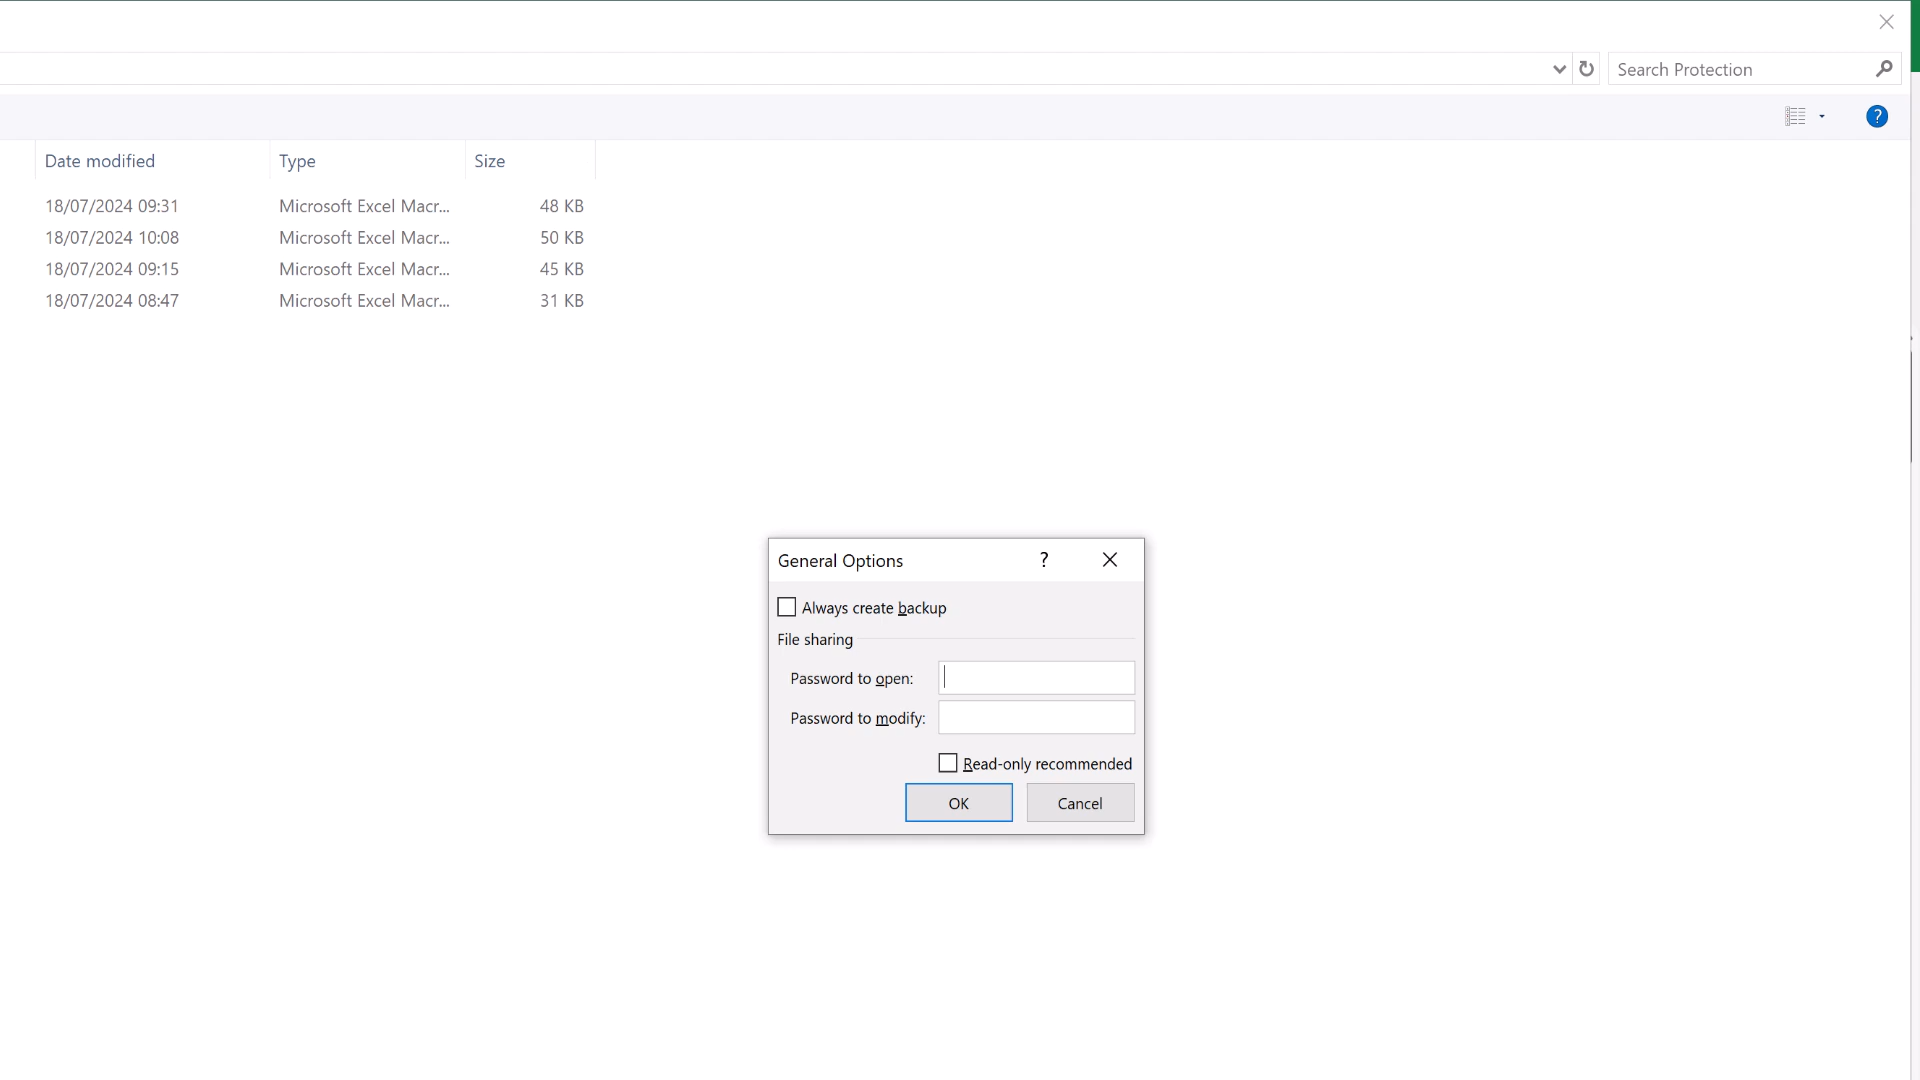 Search Protection
?
Date modified Type Size
18/07/2024 09:31 Microsoft Excel Macr... 48 KB
18/07/2024 10:08 Microsoft Excel Macr... 50 KB
18/07/2024 09:15 Microsoft Excel Macr... 45 KB
18/07/2024 08:47 Microsoft Excel Macr... 31 KB
General Options ?
Always create backup
File sharing
Password to open:
Password to modify:
Read-only recommended
OK Cancel